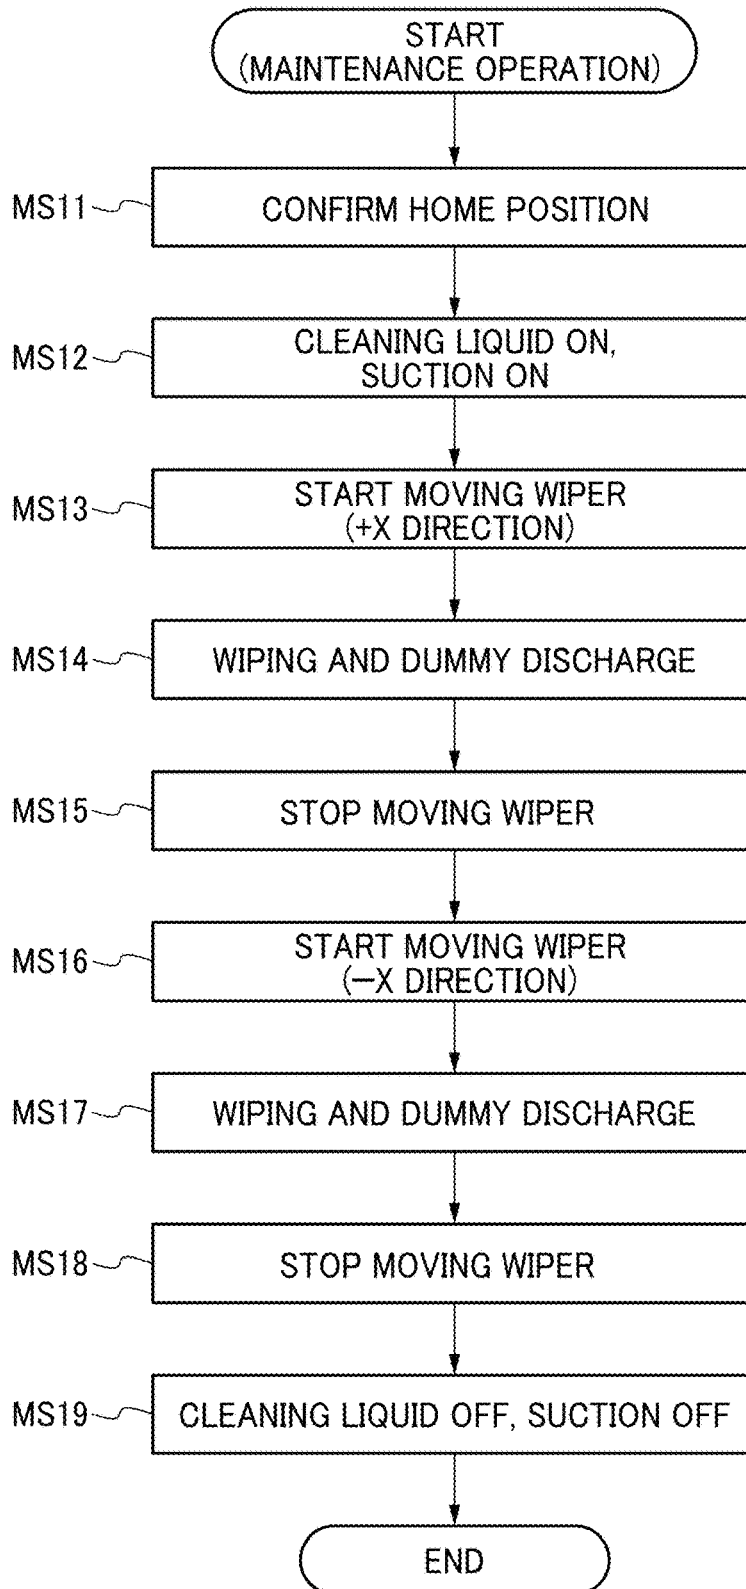 START
(MAINTENANCE OPERATION)
MS11
CONFIRM HOME POSITION
MS12
CLEANING LIQUID ON,
SUCTION ON
MS13
START MOVING WIPER
(+X DIRECTION)
MS14
WIPING AND DUMMY DISCHARGE
MS15
STOP MOVING WIPER
MS16
START MOVING WIPER
(−X DIRECTION)
MS17
WIPING AND DUMMY DISCHARGE
MS18
STOP MOVING WIPER
MS19
CLEANING LIQUID OFF, SUCTION OFF
END